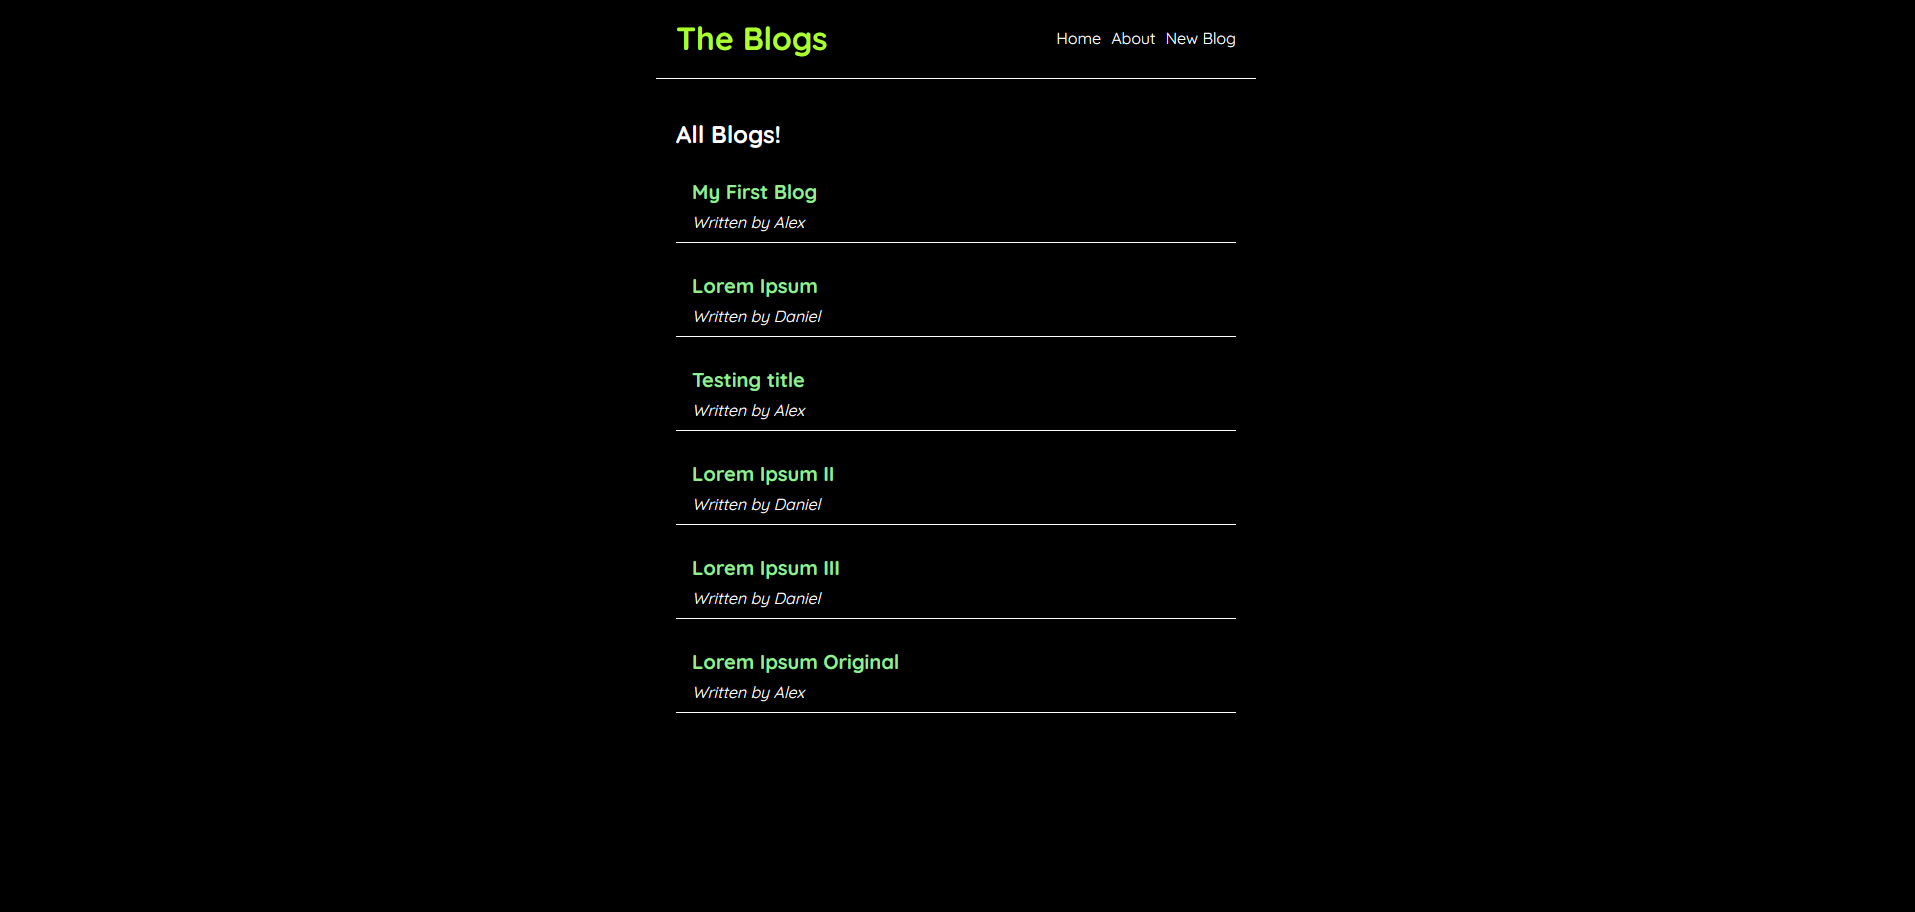 The Blogs
Home About New Blog
All Blogs!
My First Blog
Written by Alex
Lorem Ipsum
Written by Daniel
Testing title
Written by Alex
Lorem Ipsum II
Written by Daniel
Lorem Ipsum III
Written by Daniel
Lorem Ipsum Original
Written by Alex